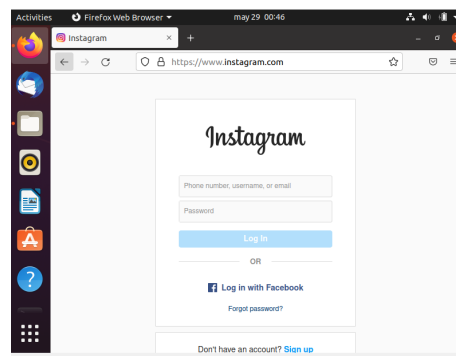 Activities Firefox Web Browser may 29 00:46
Instagram
https://www.instagram.com
Instagram
Phone number, username, or email
Password
Log In
OR
Log in with Facebook
Forgot password?
Don't have an account? Sign up